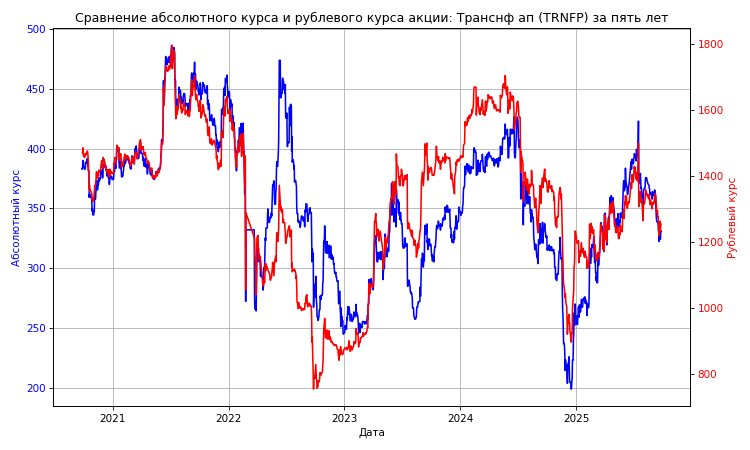 Сравнение абсолютного курса и рублевого курса акции: Транснф ап (TRNFP) за пять лет
500
450
400
350
300
250
200
Абсолютный курс
1800
1600
1400
1200
1000
800
Рублевый курс
2021 2022 2023 2024 2025
Дата